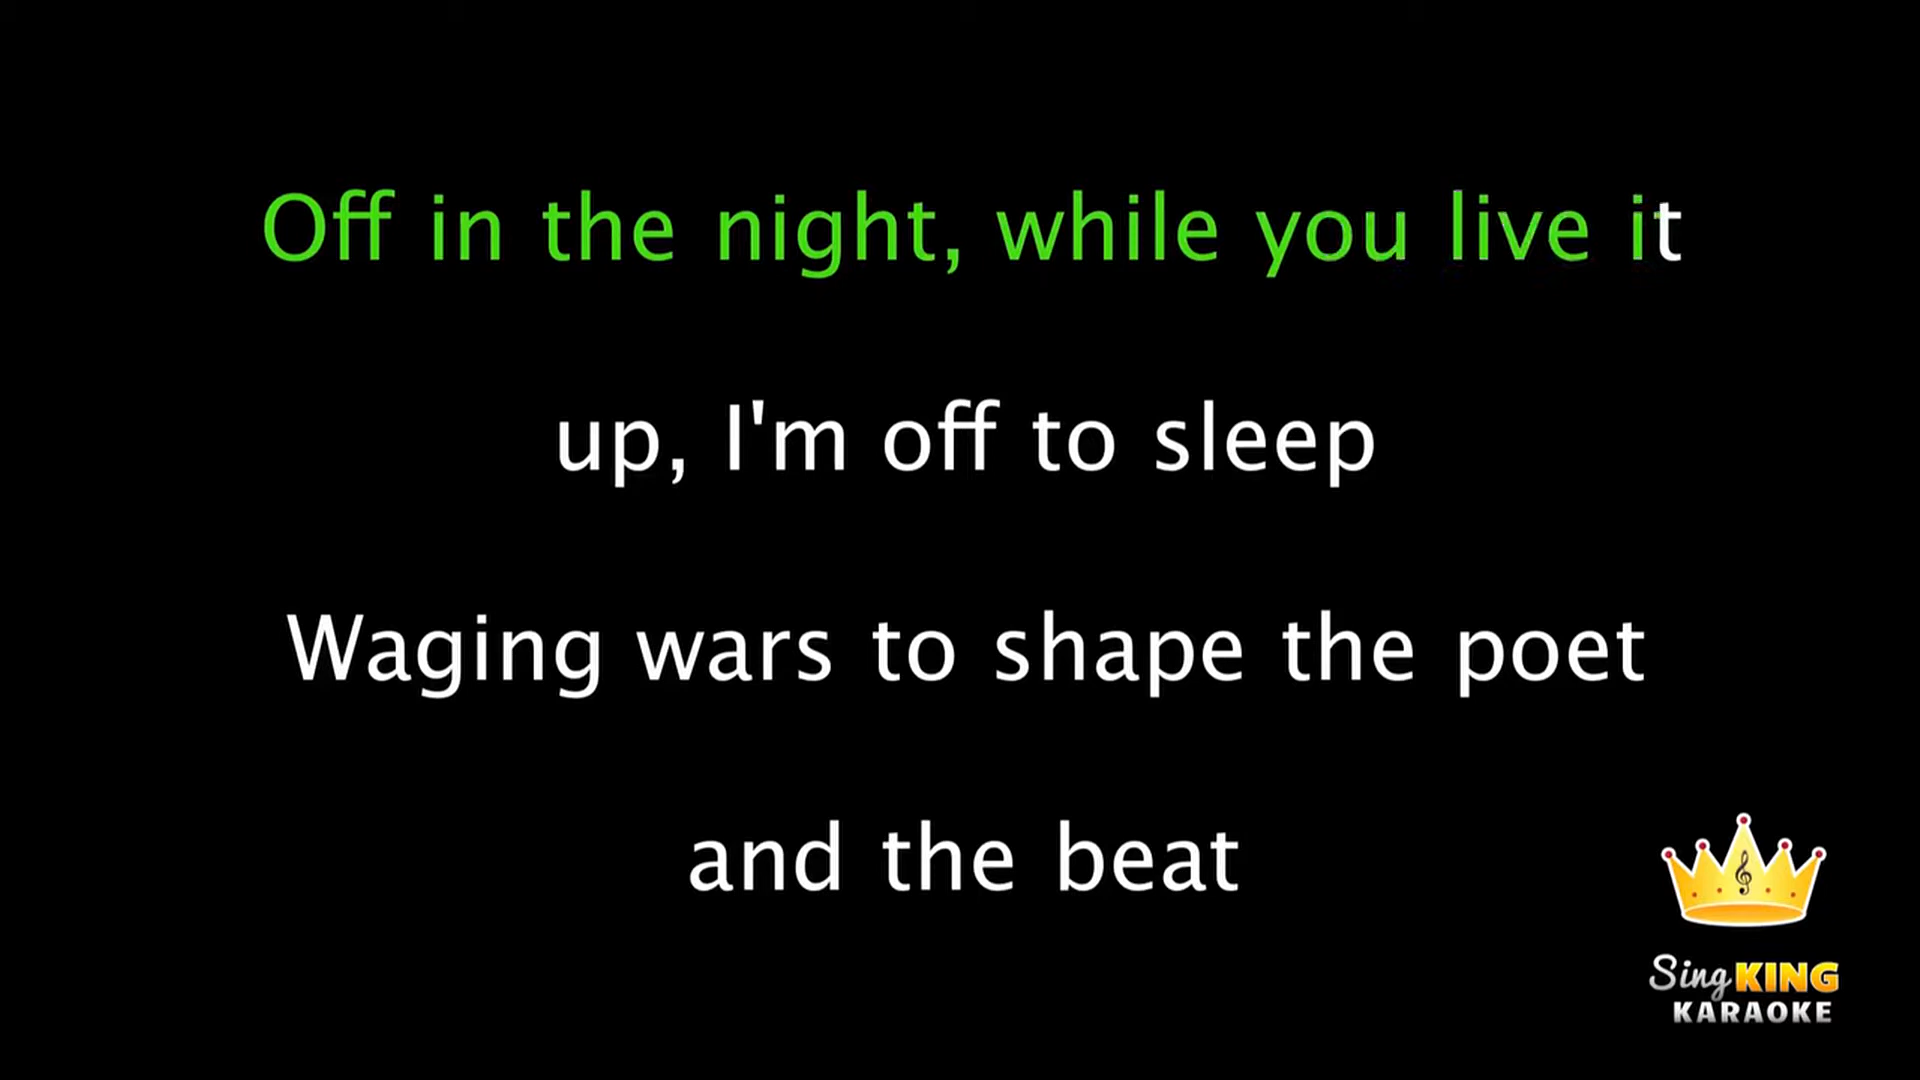 Off in the night, while you live it
up, I'm off to sleep
Waging wars to shape the poet
and the beat
Sing KING
KARAOKE